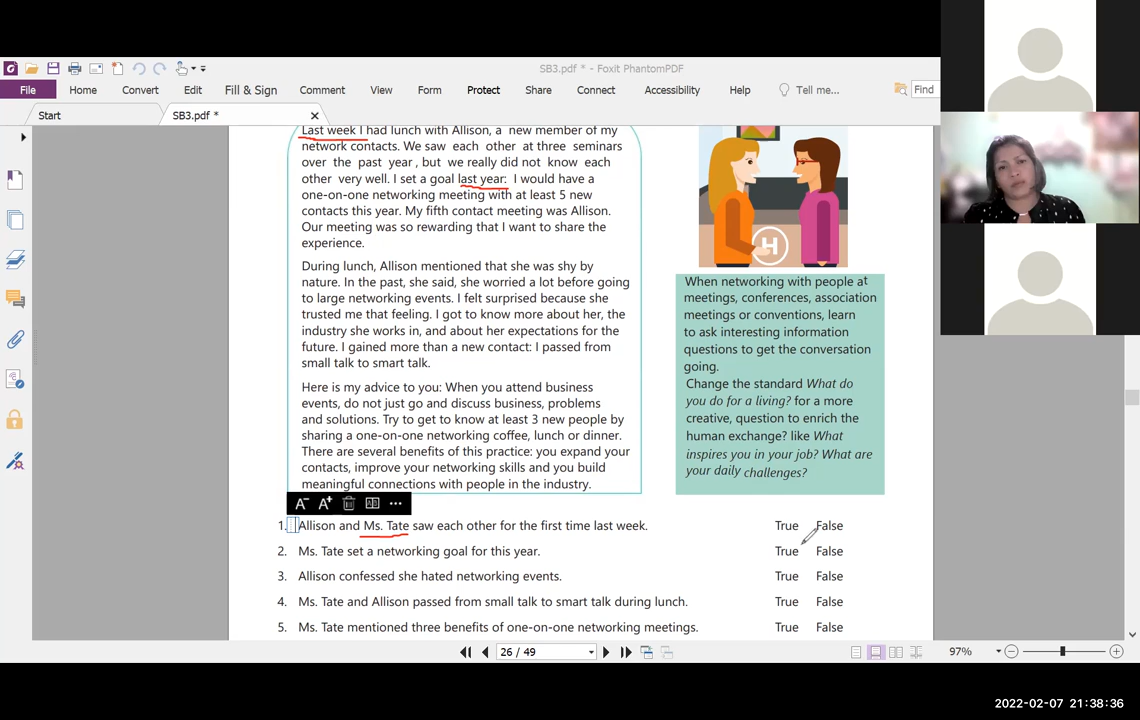 SB3.pdf * - Foxit PhantomPDF
File Home Convert Edit Fill & Sign Comment View Form Protect Share Connect Accessibility Help Tell me... Find
Start SB3.pdf *
Last week I had lunch with Allison, a new member of my
network contacts. We saw each other at three seminars
over the past year, but we really did not know each
other very well. I set a goal last year: I would have a
one-on-one networking meeting with at least 5 new
contacts this year. My fifth contact meeting was Allison.
Our meeting was so rewarding that I want to share the
experience.
During lunch, Allison mentioned that she was shy by
nature. In the past, she said, she worried a lot before going
to large networking events. I felt surprised because she
trusted me that feeling. I got to know more about her, the
industry she works in, and about her expectations for the
future. I gained more than a new contact: I passed from
small talk to smart talk.
Here is my advice to you: When you attend business
events, do not just go and discuss business, problems
and solutions. Try to get to know at least 3 new people by
sharing a one-on-one networking coffee, lunch or dinner.
There are several benefits of this practice: you expand your
contacts, improve your networking skills and you build
meaningful connections with people in the industry.
H
When networking with people at
meetings, conferences, association
meetings or conventions, learn
to ask interesting information
questions to get the conversation
going.
Change the standard What do
you do for a living? for a more
creative, question to enrich the
human exchange? like What
inspires you in your job? What are
your daily challenges?
1. Allison and Ms. Tate saw each other for the first time last week. True False
2. Ms. Tate set a networking goal for this year. True False
3. Allison confessed she hated networking events. True False
4. Ms. Tate and Allison passed from small talk to smart talk during lunch. True False
5. Ms. Tate mentioned three benefits of one-on-one networking meetings. True False
26 / 49
97%
2022-02-07 21:38:36